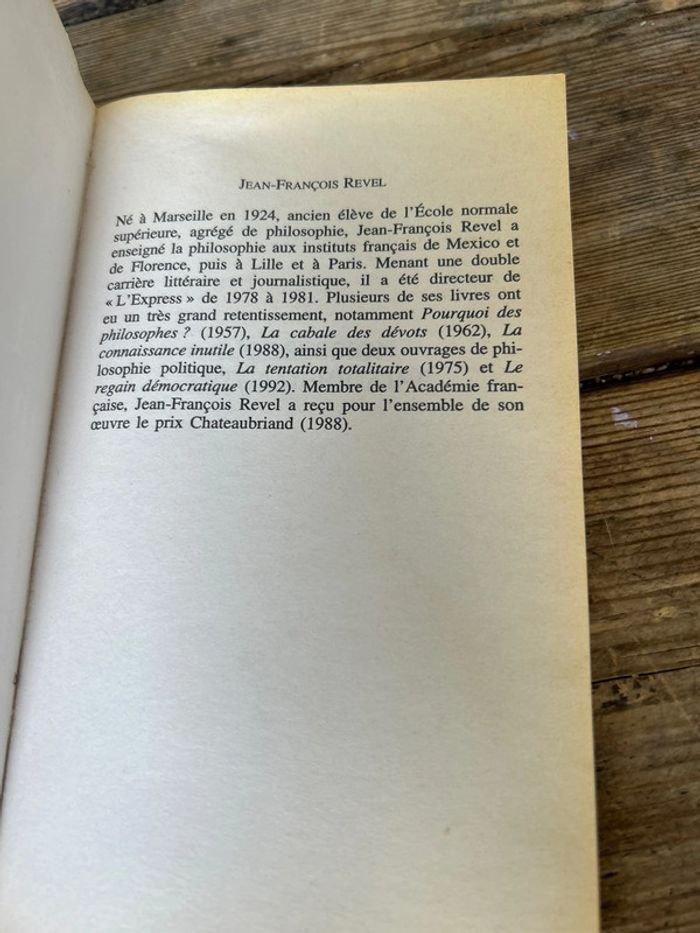 JEAN-FRANÇOIS REVEL
Né à Marseille en 1924, ancien élève de l'École normale
supérieure, agrégé de philosophie, Jean-François Revel a
enseigné la philosophie aux instituts français de Mexico et
de Florence, puis à Lille et à Paris. Menant une double
carrière littéraire et journalistique, il a été directeur de
« L'Express » de 1978 à 1981. Plusieurs de ses livres ont
eu un très grand retentissement, notamment Pourquoi des
philosophes ? (1957), La cabale des dévots (1962), La
connaissance inutile (1988), ainsi que deux ouvrages de phi-
losophie politique, La tentation totalitaire (1975) et Le
regain démocratique (1992). Membre de l'Académie fran-
çaise, Jean-François Revel a reçu pour l'ensemble de son
œuvre le prix Chateaubriand (1988).